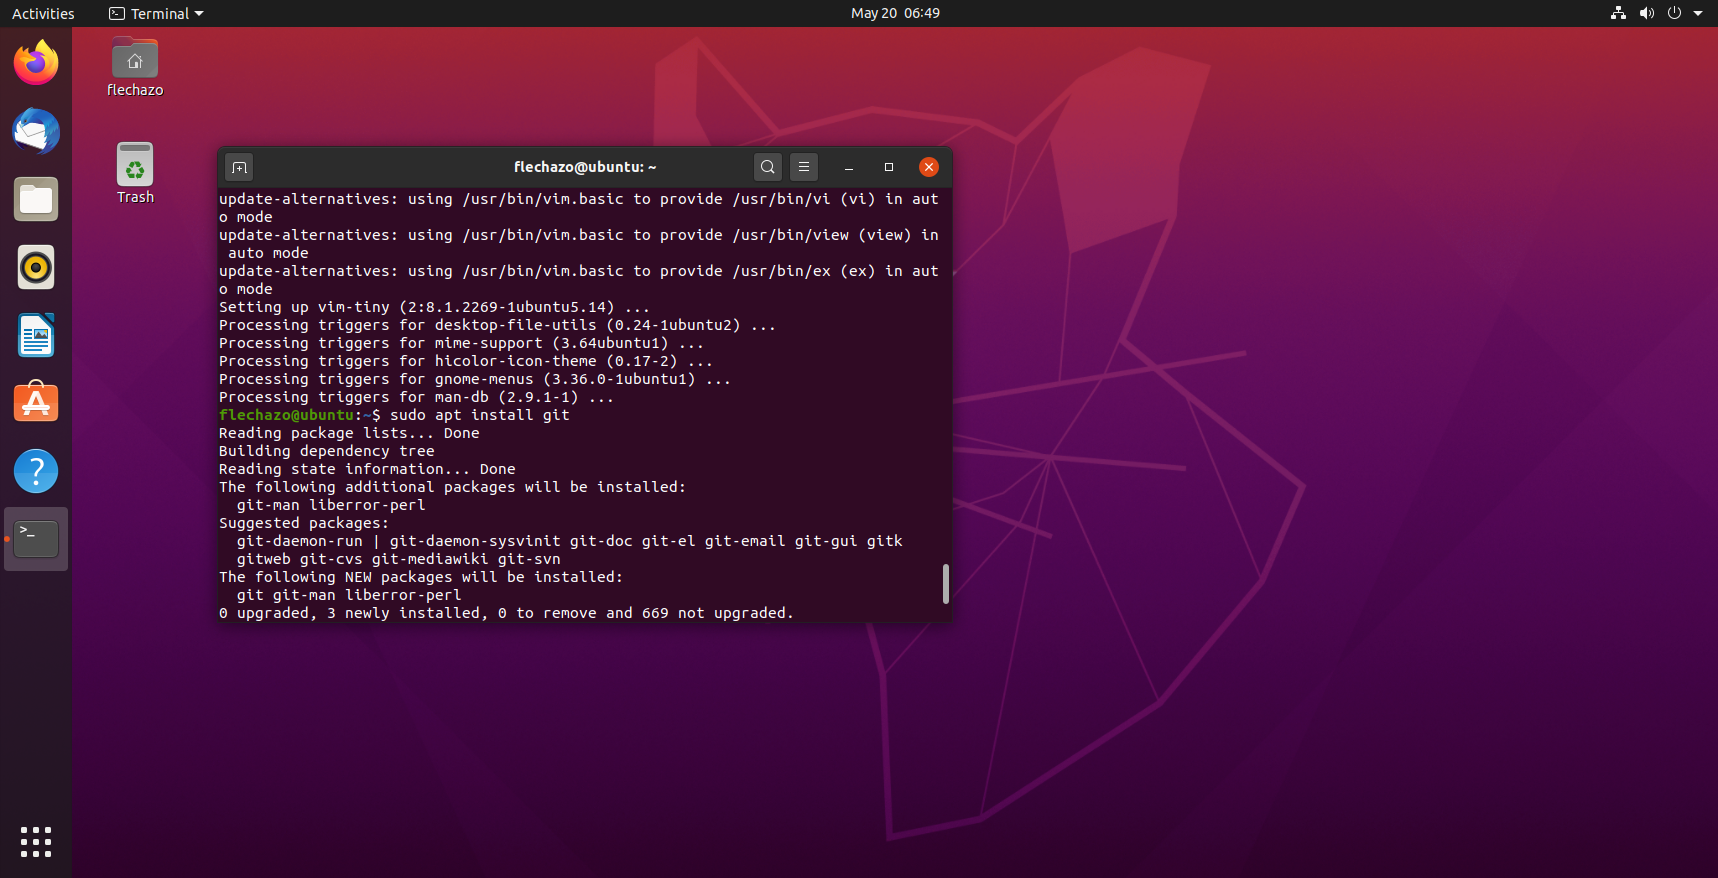 Activities
Terminal
May 20 06:49
flechazo
Trash
flechazo@ubuntu: ~
update-alternatives: using /usr/bin/vim.basic to provide /usr/bin/vi (vi) in aut
o mode
update-alternatives: using /usr/bin/vim.basic to provide /usr/bin/view (view) in
 auto mode
update-alternatives: using /usr/bin/vim.basic to provide /usr/bin/ex (ex) in aut
o mode
Setting up vim-tiny (2:8.1.2269-1ubuntu5.14) ...
Processing triggers for desktop-file-utils (0.24-1ubuntu2) ...
Processing triggers for mime-support (3.64ubuntu1) ...
Processing triggers for hicolor-icon-theme (0.17-2) ...
Processing triggers for gnome-menus (3.36.0-1ubuntu1) ...
Processing triggers for man-db (2.9.1-1) ...
flechazo@ubuntu:~$ sudo apt install git
Reading package lists... Done
Building dependency tree
Reading state information... Done
The following additional packages will be installed:
  git-man liberror-perl
Suggested packages:
  git-daemon-run | git-daemon-sysvinit git-doc git-el git-email git-gui gitk
  gitweb git-cvs git-mediawiki git-svn
The following NEW packages will be installed:
  git git-man liberror-perl
0 upgraded, 3 newly installed, 0 to remove and 669 not upgraded.